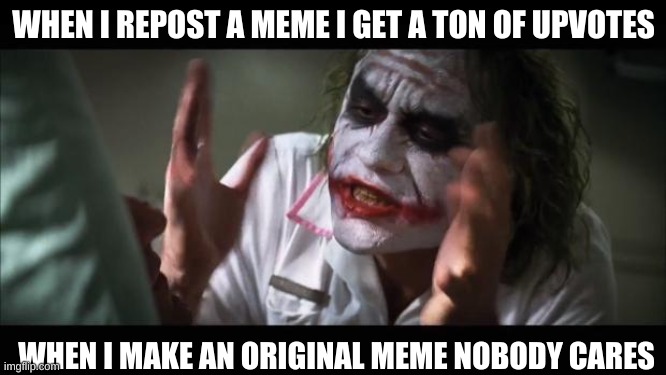 WHEN I REPOST A MEME I GET A TON OF UPVOTES
WHEN I MAKE AN ORIGINAL MEME NOBODY CARES
imgflip.com